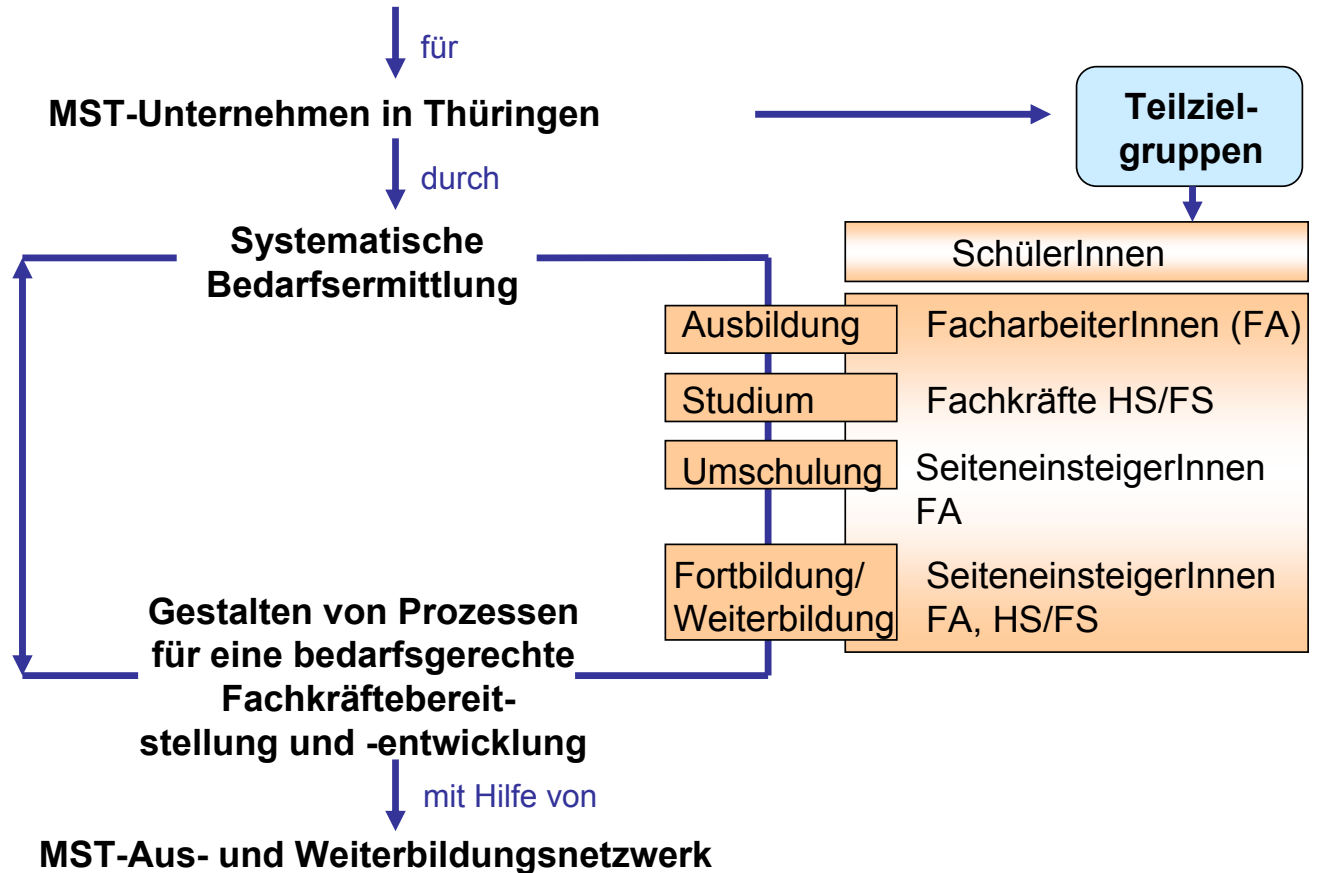 für
MST-Unternehmen in Thüringen
Teilziel-
gruppen
durch
Systematische
Bedarfsermittlung
SchülerInnen
Ausbildung
FacharbeiterInnen (FA)
Studium
Fachkräfte HS/FS
Umschulung
SeiteneinsteigerInnen
FA
Fortbildung/
Weiterbildung
SeiteneinsteigerInnen
FA, HS/FS
Gestalten von Prozessen
für eine bedarfsgerechte
Fachkräftebereit-
stellung und -entwicklung
mit Hilfe von
MST-Aus- und Weiterbildungsnetzwerk